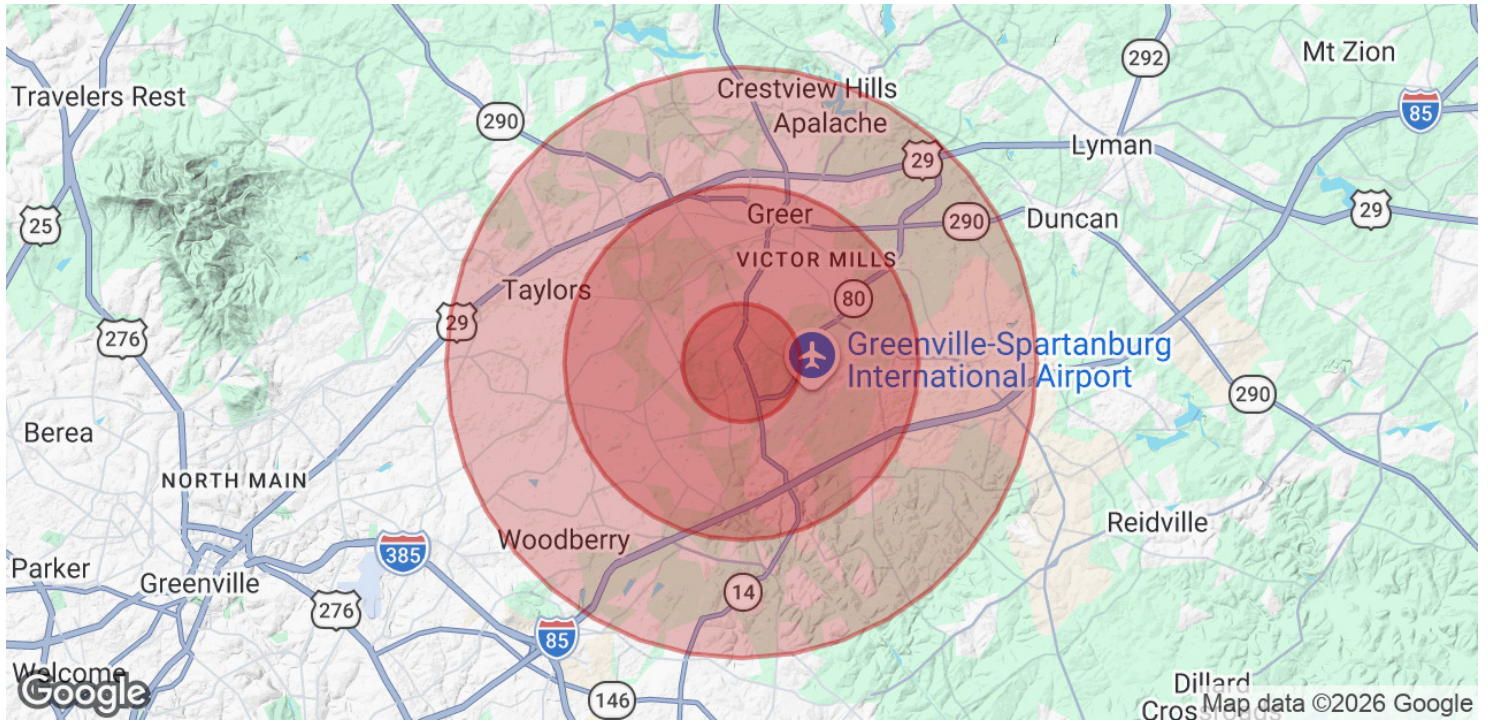 Mt Zion
292
Travelers Rest
Crestview Hills
85
290
Apalache
Lyman
29
25
Greer
290
Duncan
29
VICTOR MILLS
Taylors
80
29
276
Greenville-Spartanburg
International Airport
290
Berea
NORTH MAIN
Reidville
Woodberry
385
Parker
Greenville
14
276
85
Welcome
Google
146
Dillard
Map data ©2026 Google